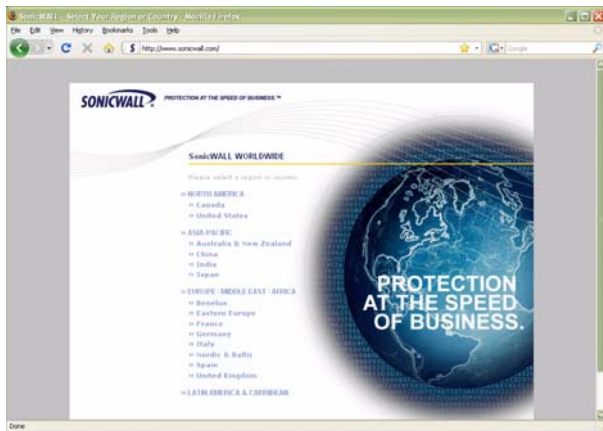 SonicWALL - Select Your Region or Country - Mozilla Firefox
File Edit View History Bookmarks Tools Help
http://www.sonicwall.com/
Google
SONICWALL
PROTECTION AT THE SPEED OF BUSINESS.™
SonicWALL WORLDWIDE
Please select a region or country.
»» NORTH AMERICA
»» Canada
»» United States
»» ASIA PACIFIC
»» Australia & New Zealand
»» China
»» India
»» Japan
»» EUROPE / MIDDLE EAST / AFRICA
»» Benelux
»» Eastern Europe
»» France
»» Germany
»» Italy
»» Nordic & Baltic
»» Spain
»» United Kingdom
»» LATIN AMERICA & CARIBBEAN
PROTECTION
AT THE SPEED
OF BUSINESS.
Done